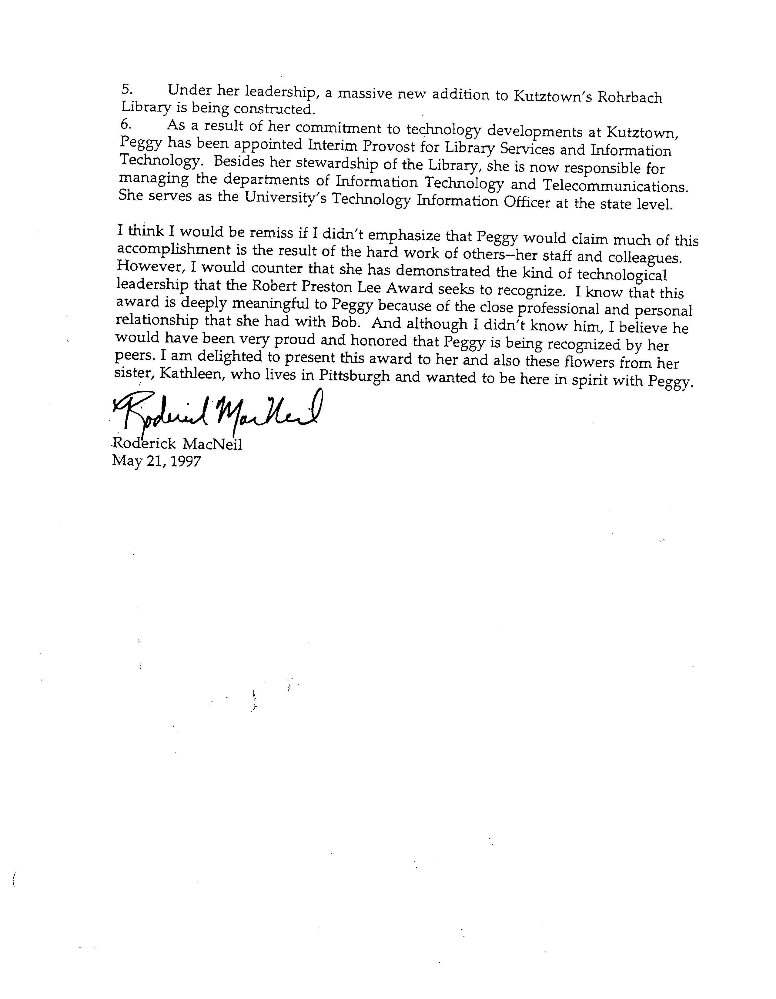 5. Under her leadership, a massive new addition to Kutztown's Rohrbach
Library is being constructed.
6. As a result of her commitment to technology developments at Kutztown,
Peggy has been appointed Interim Provost for Library Services and Information
Technology. Besides her stewardship of the Library, she is now responsible for
managing the departments of Information Technology and Telecommunications.
She serves as the University's Technology Information Officer at the state level.
I think I would be remiss if I didn't emphasize that Peggy would claim much of this
accomplishment is the result of the hard work of others--her staff and colleagues.
However, I would counter that she has demonstrated the kind of technological
leadership that the Robert Preston Lee Award seeks to recognize. I know that this
award is deeply meaningful to Peggy because of the close professional and personal
relationship that she had with Bob. And although I didn't know him, I believe he
would have been very proud and honored that Peggy is being recognized by her
peers. I am delighted to present this award to her and also these flowers from her
sister, Kathleen, who lives in Pittsburgh and wanted to be here in spirit with Peggy.
Roderick MacNeil
Roderick MacNeil
May 21, 1997